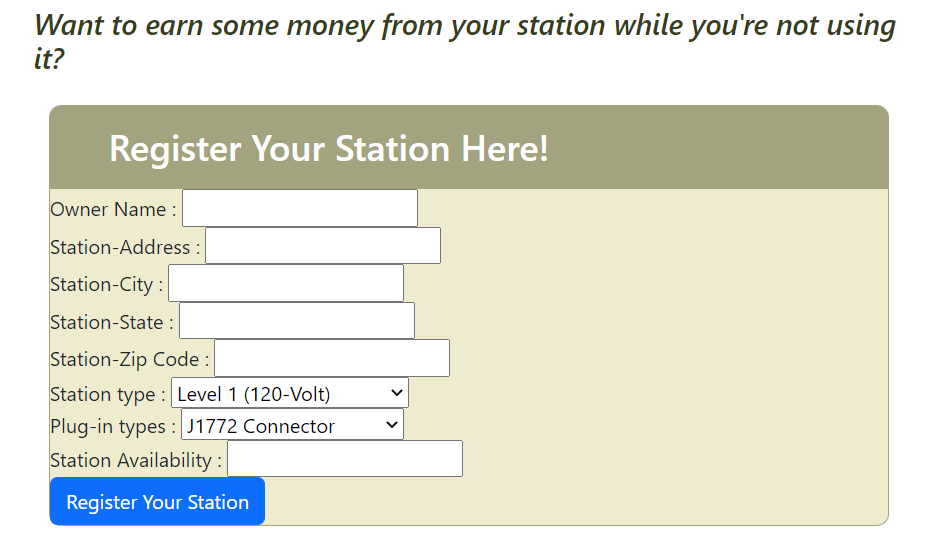 Want to earn some money from your station while you're not using
it?
Register Your Station Here!
Owner Name :
Station-Address :
Station-City :
Station-State :
Station-Zip Code :
Station type : Level 1 (120-Volt)
Plug-in types : J1772 Connector
Station Availability :
Register Your Station